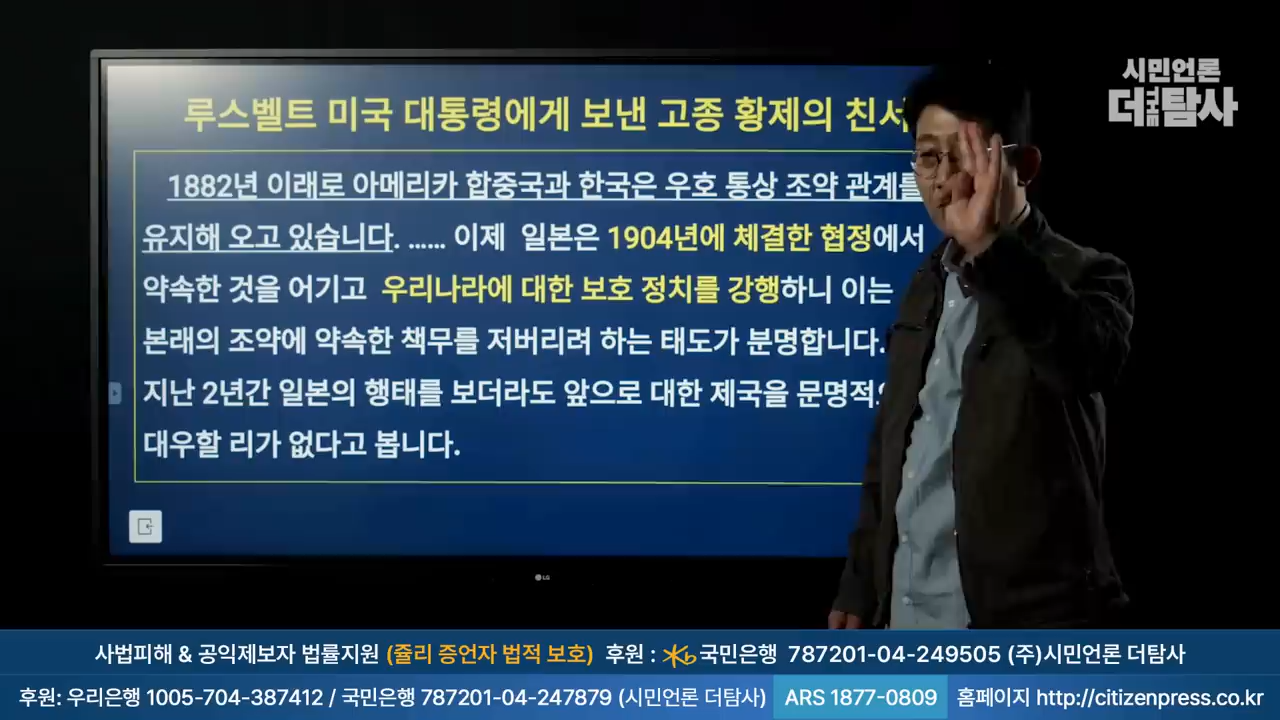 시민언론
더탐사
루스벨트 미국 대통령에게 보낸 고종 황제의 친서
1882년 이래로 아메리카 합중국과 한국은 우호 통상 조약 관계를
유지해 오고 있습니다. …… 이제 일본은 1904년에 체결한 협정에서
약속한 것을 어기고 우리나라에 대한 보호 정치를 강행하니 이는
본래의 조약에 약속한 책무를 저버리려 하는 태도가 분명합니다.
지난 2년간 일본의 행태를 보더라도 앞으로 대한 제국을 문명적으
대우할 리가 없다고 봅니다.
LG
사법피해 & 공익제보자 법률지원 (쥴리 증언자 법적 보호) 후원 : 국민은행 787201-04-249505 (주)시민언론 더탐사
후원: 우리은행 1005-704-387412 / 국민은행 787201-04-247879 (시민언론 더탐사) ARS 1877-0809 홈페이지 http://citizenpress.co.kr